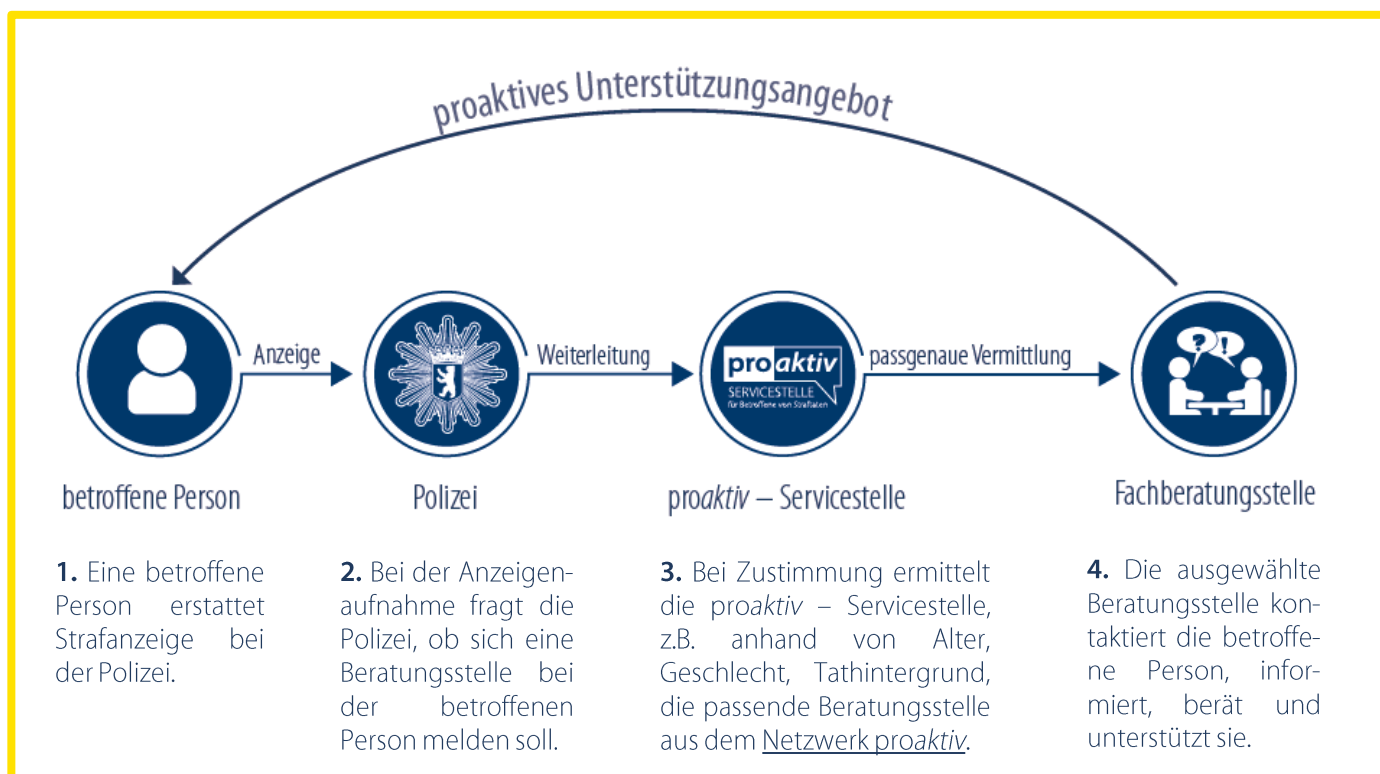 proaktives Unterstützungsangebot
Anzeige
Weiterleitung
proaktiv
SERVICESTELLE
für Betroffene von Straftaten
passgenaue Vermittlung
? !
betroffene Person
Polizei
proaktiv – Servicestelle
Fachberatungsstelle
1. Eine betroffene
Person erstattet
Strafanzeige bei
der Polizei.
2. Bei der Anzeigen-
aufnahme fragt die
Polizei, ob sich eine
Beratungsstelle bei
der betroffenen
Person melden soll.
3. Bei Zustimmung ermittelt
die proaktiv – Servicestelle,
z.B. anhand von Alter,
Geschlecht, Tathintergrund,
die passende Beratungsstelle
aus dem Netzwerk proaktiv.
4. Die ausgewählte
Beratungsstelle kon-
taktiert die betroffe-
ne Person, infor-
miert, berät und
unterstützt sie.